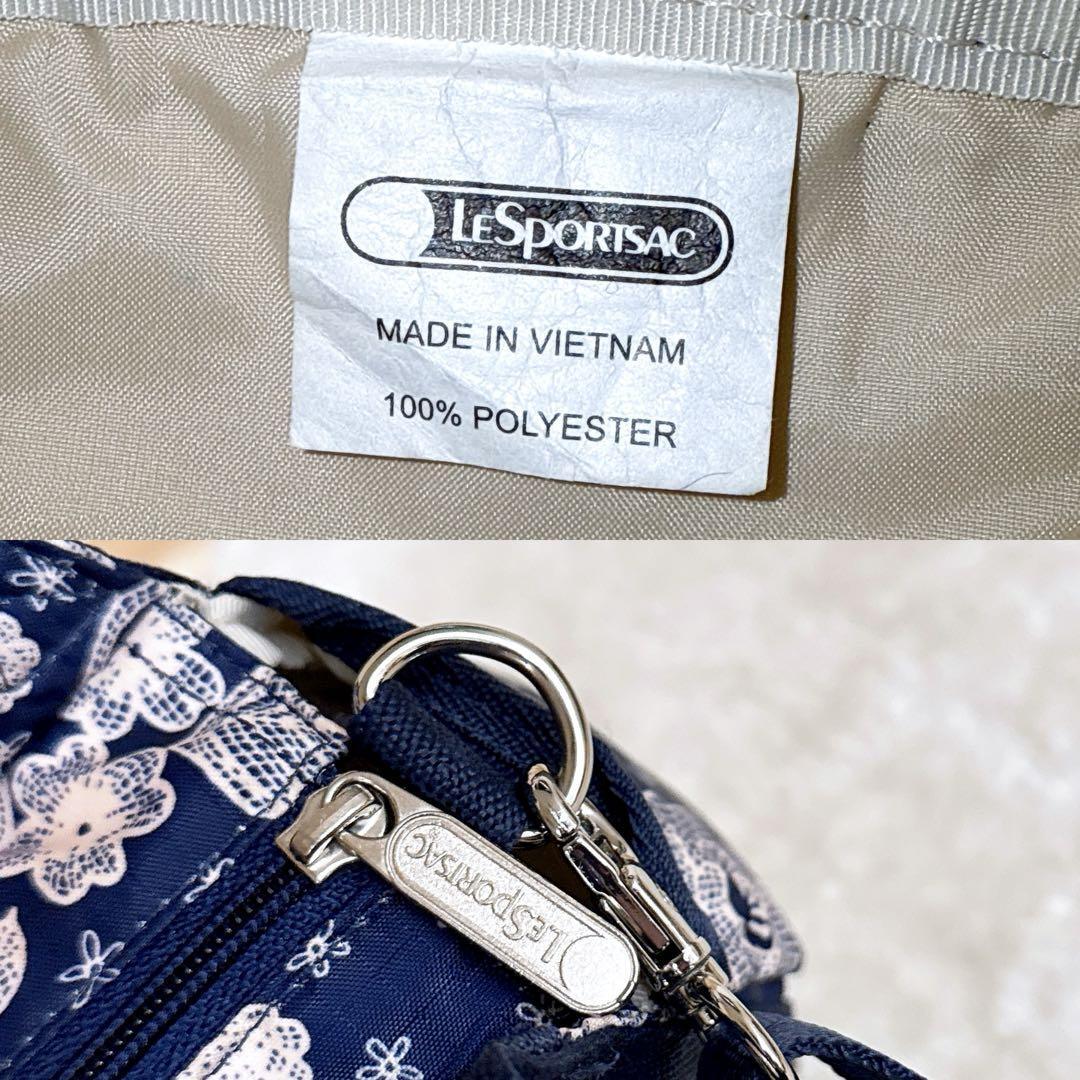 LESPORTSAC
MADE IN VIETNAM
100% POLYESTER
LESPORTSAC